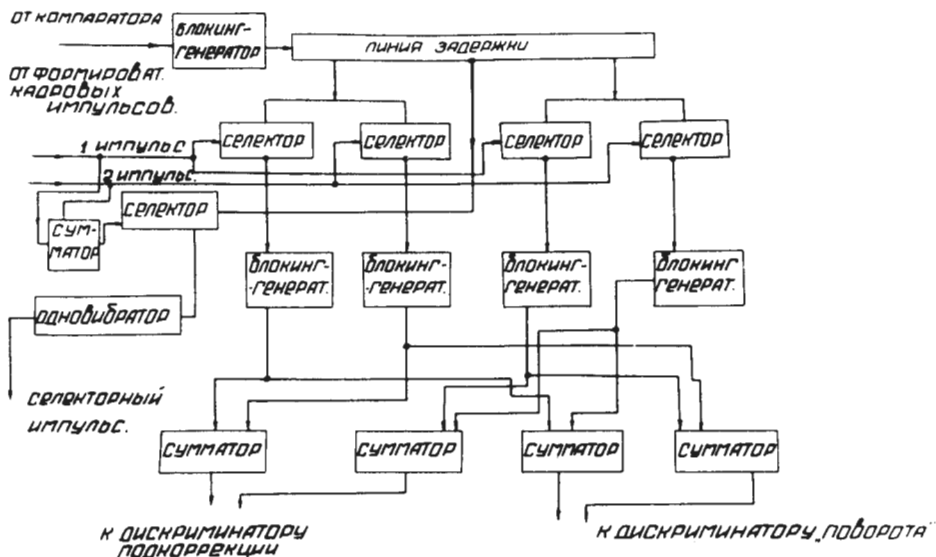 ОТ КОМПАРАТОРА
БЛОКИНГ-
ГЕНЕРАТОР
ЛИНИЯ ЗАДЕРЖКИ
ОТ ФОРМИРОВАТ.
КАДРОВЫХ
ИМПУЛЬСОВ.
СЕЛЕКТОР
СЕЛЕКТОР
СЕЛЕКТОР
СЕЛЕКТОР
1 ИМПУЛЬС
2 ИМПУЛЬС.
СЕЛЕКТОР
СУМ-
МАТОР
БЛОКИНГ-
-ГЕНЕРАТ.
БЛОКИНГ-
-ГЕНЕРАТ.
БЛОКИНГ-
ГЕНЕРАТ.
БЛОКИНГ
ГЕНЕРАТ.
ОДНОВИБРАТОР
СЕЛЕКТОРНЫЙ
ИМПУЛЬС.
СУММАТОР
СУММАТОР
СУММАТОР
СУММАТОР
К ДИСКРИМИНАТОРУ
ПОДКОРРЕКЦИИ
К ДИСКРИМИНАТОРУ „ПОВОРОТА"